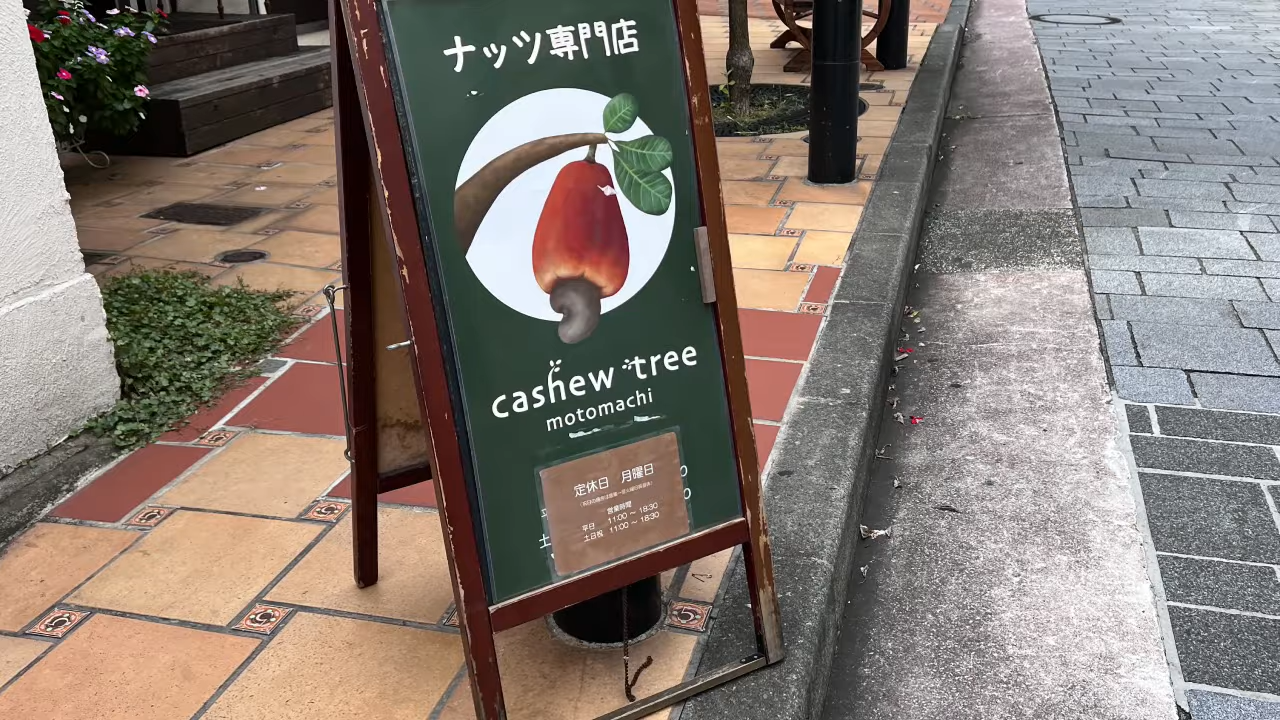 ナッツ専門店
cashew tree
motomachi
定休日 月曜日
営業時間
平日 11:00 〜 18:30
土日祝 11:00 〜 18:30
土